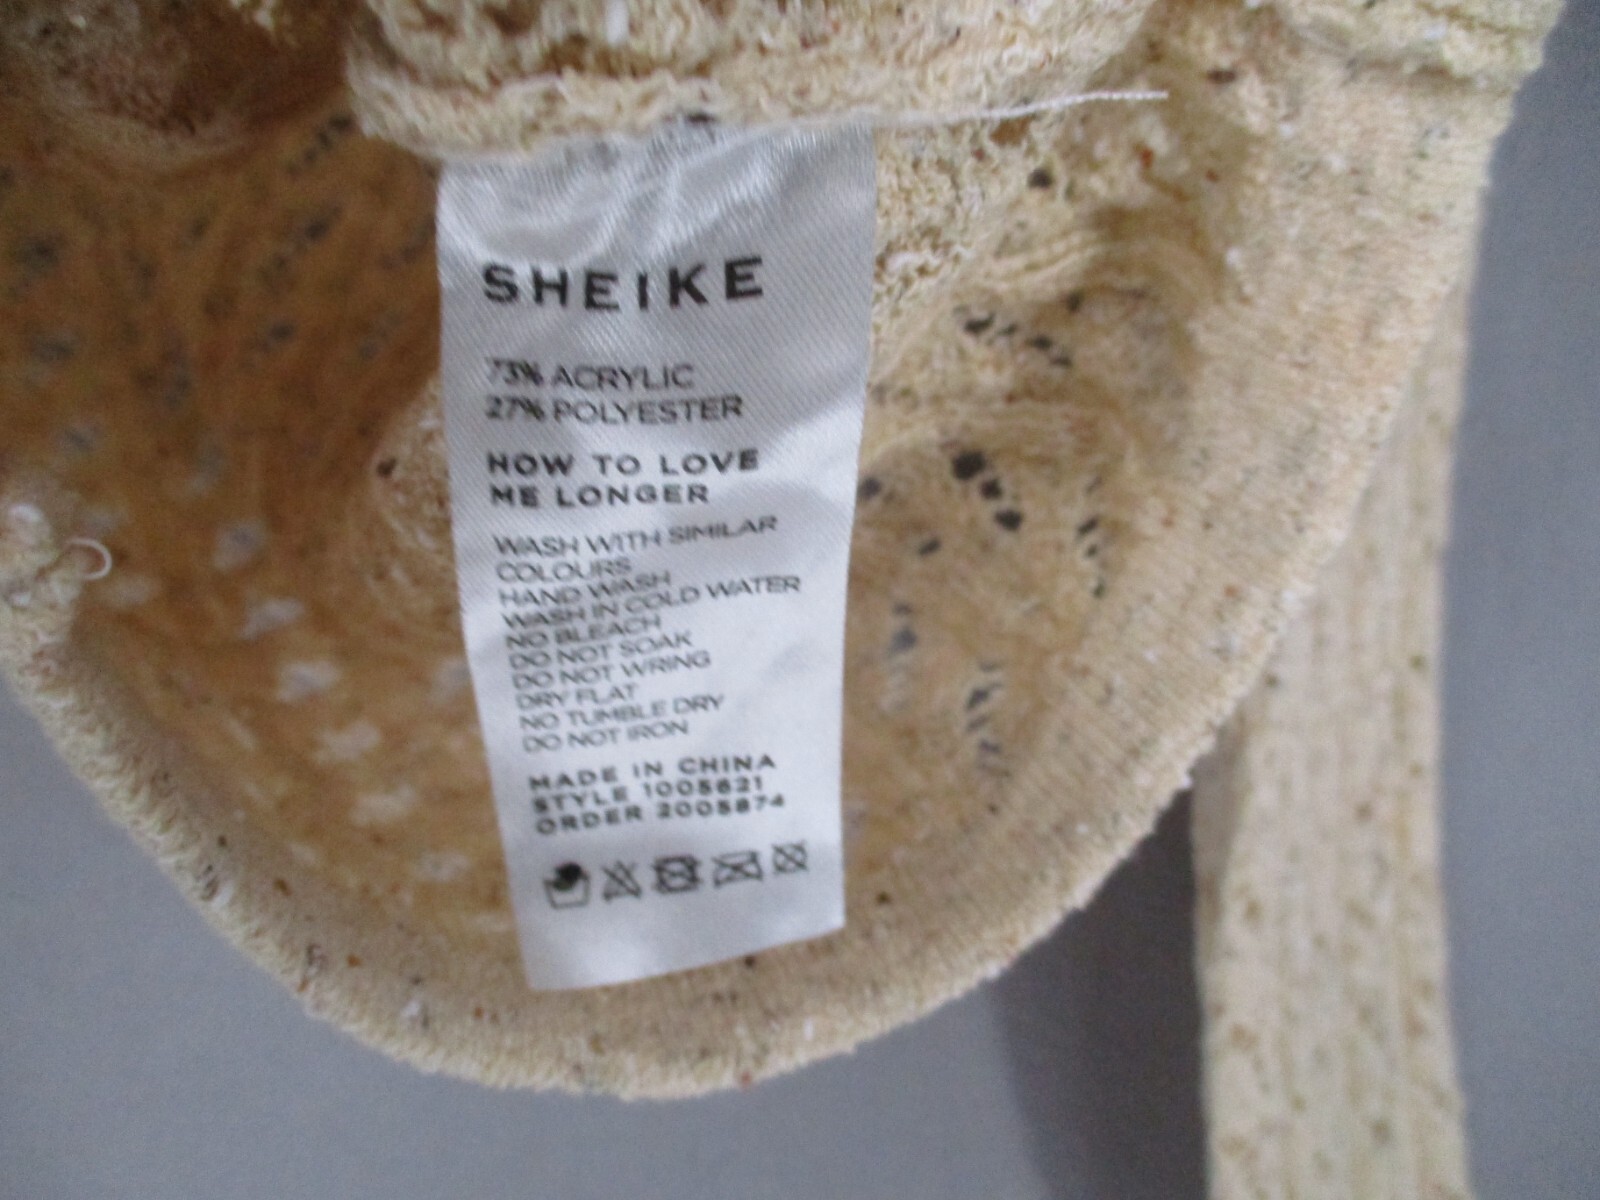 SHEIKE
73% ACRYLIC
27% POLYESTER
HOW TO LOVE
ME LONGER
WASH WITH SIMILAR
COLOURS
HAND WASH
WASH IN COLD WATER
NO BLEACH
DO NOT SOAK
DO NOT WRING
DRY FLAT
NO TUMBLE DRY
DO NOT IRON
MADE IN CHINA
STYLE 1005621
ORDER 2005874